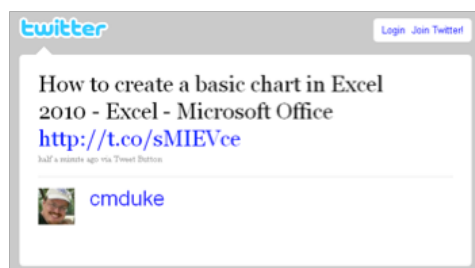 twitter
Login Join Twitter!
How to create a basic chart in Excel
2010 - Excel - Microsoft Office
http://t.co/sMIEVce
half a minute ago via Tweet Button
cmduke